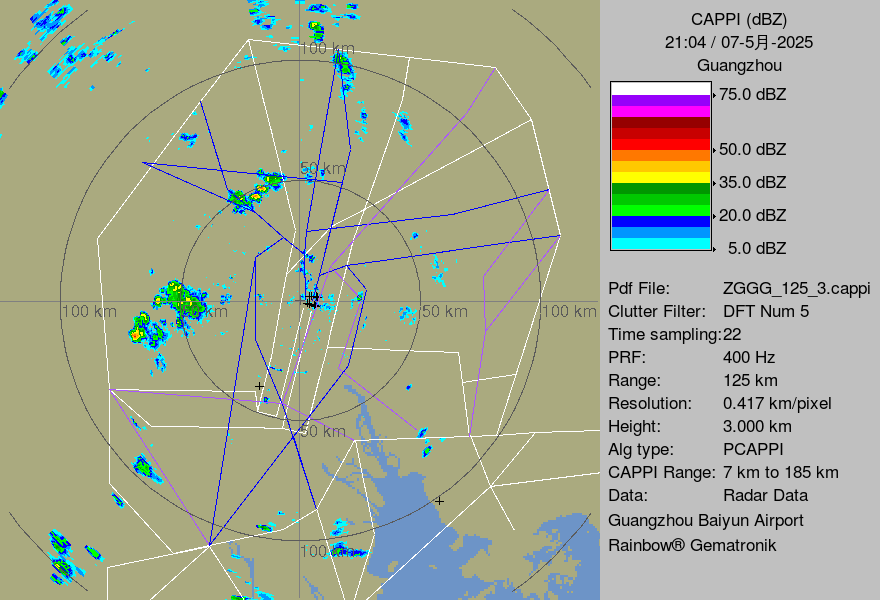 CAPPI (dBZ)
21:04 / 07-5月-2025
Guangzhou
75.0 dBZ
50.0 dBZ
35.0 dBZ
20.0 dBZ
5.0 dBZ
Pdf File: ZGGG_125_3.cappi
Clutter Filter: DFT Num 5
Time sampling:22
PRF: 400 Hz
Range: 125 km
Resolution: 0.417 km/pixel
Height: 3.000 km
Alg type: PCAPPI
CAPPI Range: 7 km to 185 km
Data: Radar Data
Guangzhou Baiyun Airport
Rainbow® Gematronik
100 km
50 km
100 km
50 km
100 km
50 km
100 km